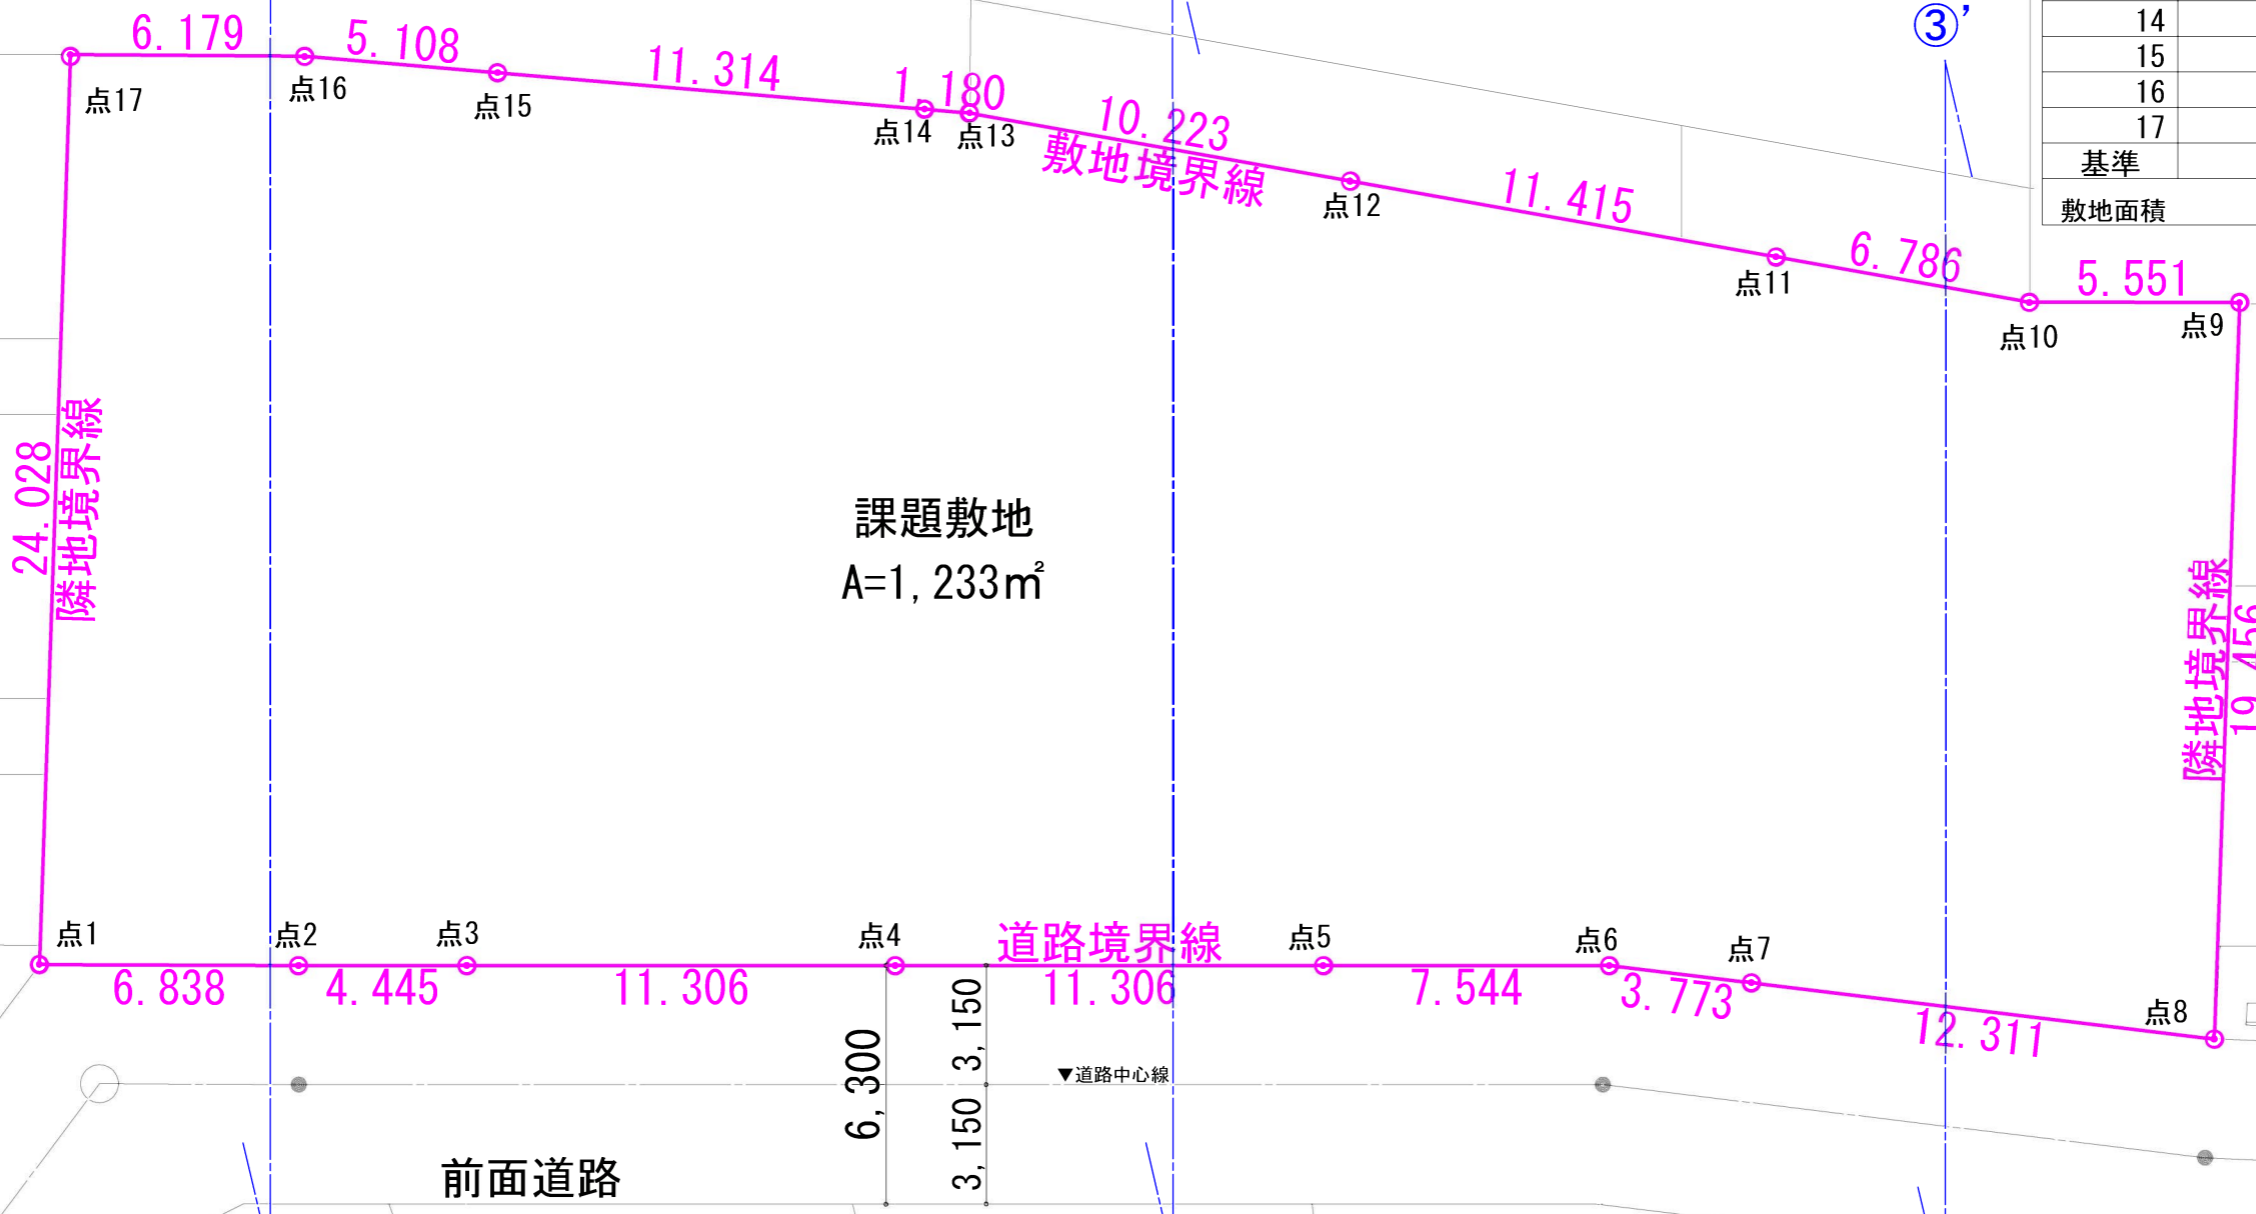 6.179
5.108
11.314
1.180
10.223
敷地境界線
11.415
6.786
5.551
③'
14
15
16
17
基準
敷地面積
点17
点16
点15
点14
点13
点12
点11
点10
点9
24.028
隣地境界線
課題敷地
A=1,233㎡
隣地境界線
19.456
点1
点2
点3
点4
道路境界線
点5
点6
点7
点8
6.838
4.445
11.306
11.306
7.544
3.773
12.311
6,300
3,150
3,150
▼道路中心線
前面道路